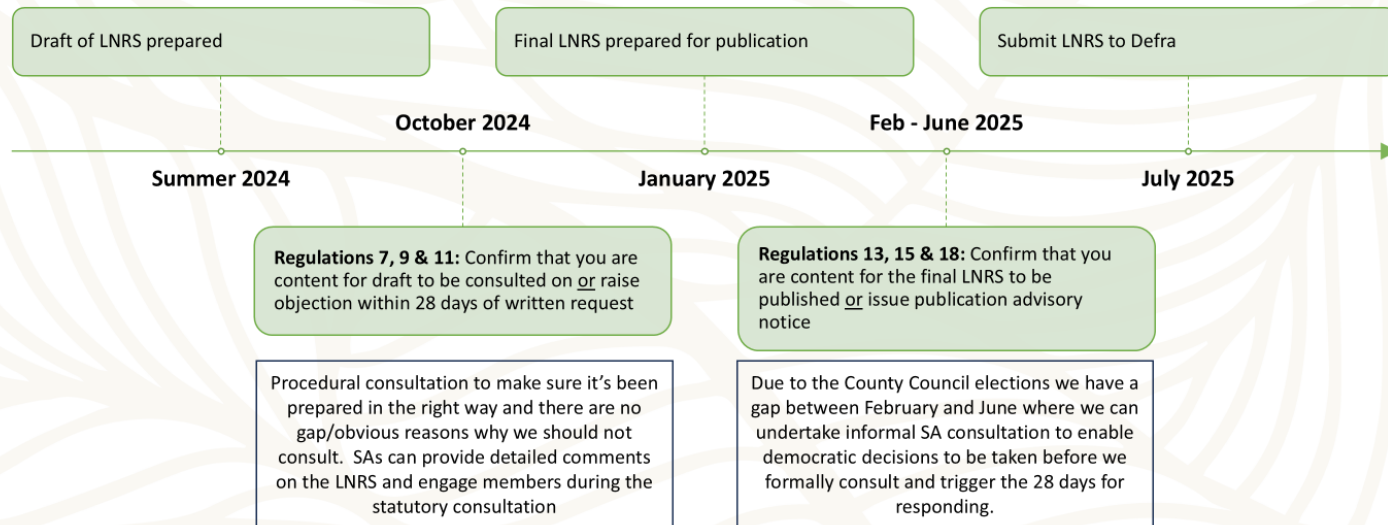 Draft of LNRS prepared
Final LNRS prepared for publication
Submit LNRS to Defra
October 2024
Feb - June 2025
Summer 2024
January 2025
July 2025
Regulations 7, 9 & 11: Confirm that you are
content for draft to be consulted on or raise
objection within 28 days of written request
Regulations 13, 15 & 18: Confirm that you
are content for the final LNRS to be
published or issue publication advisory
notice
Procedural consultation to make sure it’s been
prepared in the right way and there are no
gap/obvious reasons why we should not
consult.  SAs can provide detailed comments
on the LNRS and engage members during the
statutory consultation
Due to the County Council elections we have a
gap between February and June where we can
undertake informal SA consultation to enable
democratic decisions to be taken before we
formally consult and trigger the 28 days for
responding.